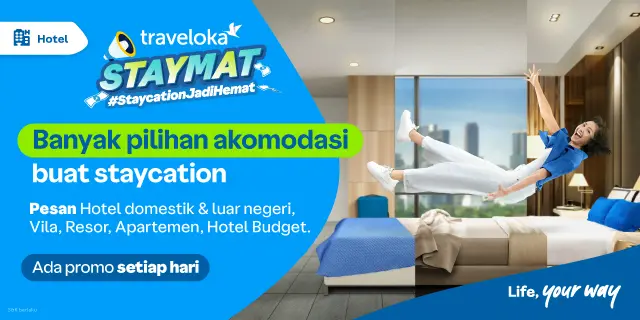 Hotel
traveloka
STAYMAT
#StaycationJadiHemat
Banyak pilihan akomodasi
buat staycation
Pesan Hotel domestik & luar negeri,
Vila, Resor, Apartemen, Hotel Budget.
Ada promo setiap hari
Life, your way